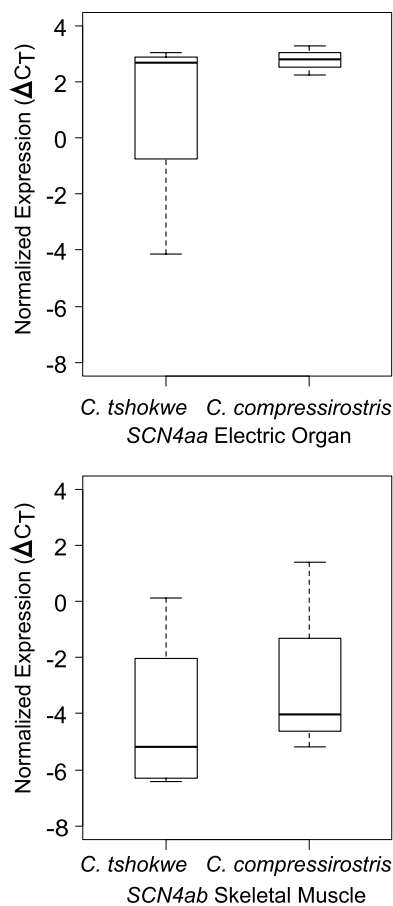 Normalized Expression (ΔCT)
4
2
0
-2
-4
-6
-8
C. tshokwe C. compressirostris
SCN4aa Electric Organ
Normalized Expression (ΔCT)
4
2
0
-2
-4
-6
-8
C. tshokwe C. compressirostris
SCN4ab Skeletal Muscle